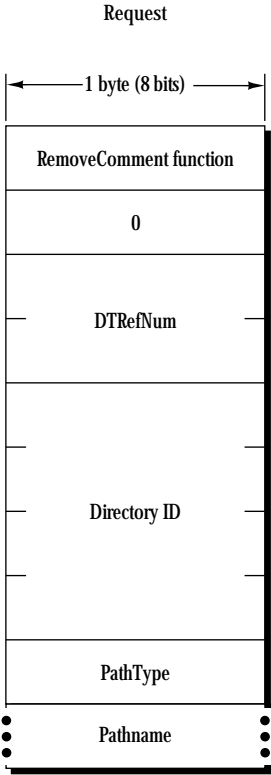 Request
1 byte (8 bits)
RemoveComment function
0
DTRefNum
Directory ID
PathType
Pathname